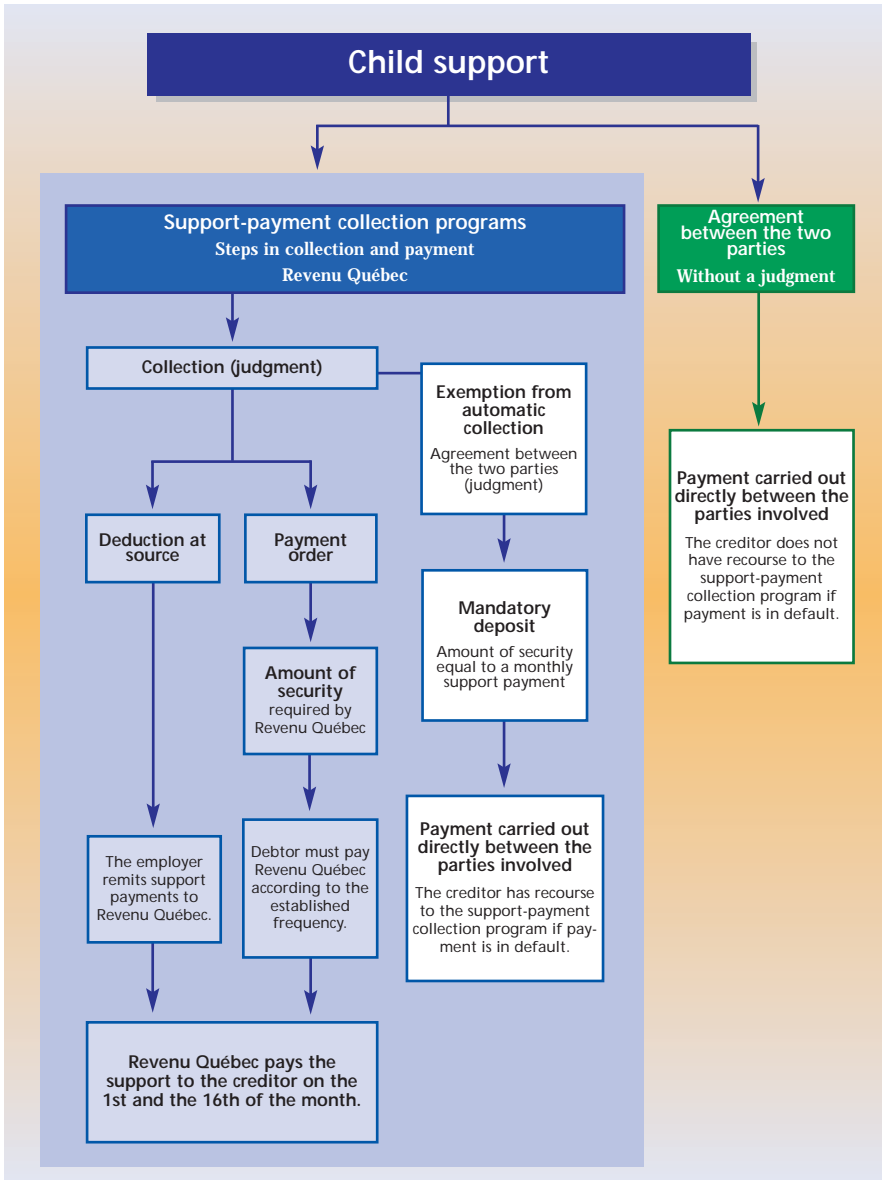 Child support
Support-payment collection programs
Steps in collection and payment
Revenu Québec
Agreement
between the two
parties
Without a judgment
Collection (judgment)
Exemption from
automatic
collection
Agreement between
the two parties
(judgment)
Payment carried out
directly between the
parties involved
The creditor does not
have recourse to the
support-payment
collection program if
payment is in default.
Deduction at
source
Payment
order
Mandatory
deposit
Amount of security
equal to a monthly
support payment
Amount of
security
required by
Revenu Québec
Payment carried out
directly between the
parties involved
The creditor has recourse
to the support-payment
collection program if pay-
ment is in default.
The employer
remits support
payments to
Revenu Québec.
Debtor must pay
Revenu Québec
according to the
established
frequency.
Revenu Québec pays the
support to the creditor on the
1st and the 16th of the month.